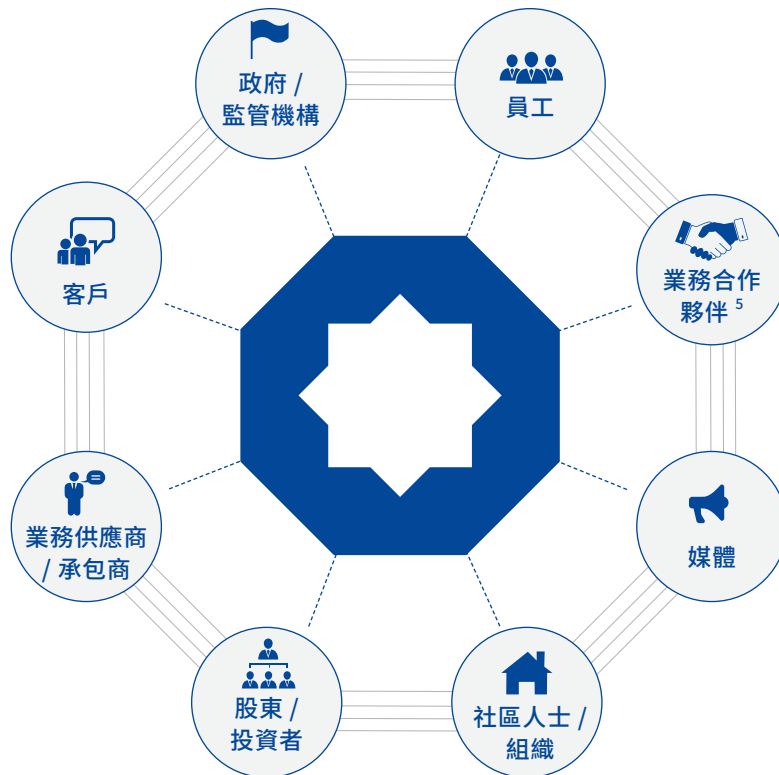 政府 /
監管機構
員工
客戶
業務合作
夥伴 5
業務供應商
/ 承包商
媒體
股東 /
投資者
社區人士 /
組織